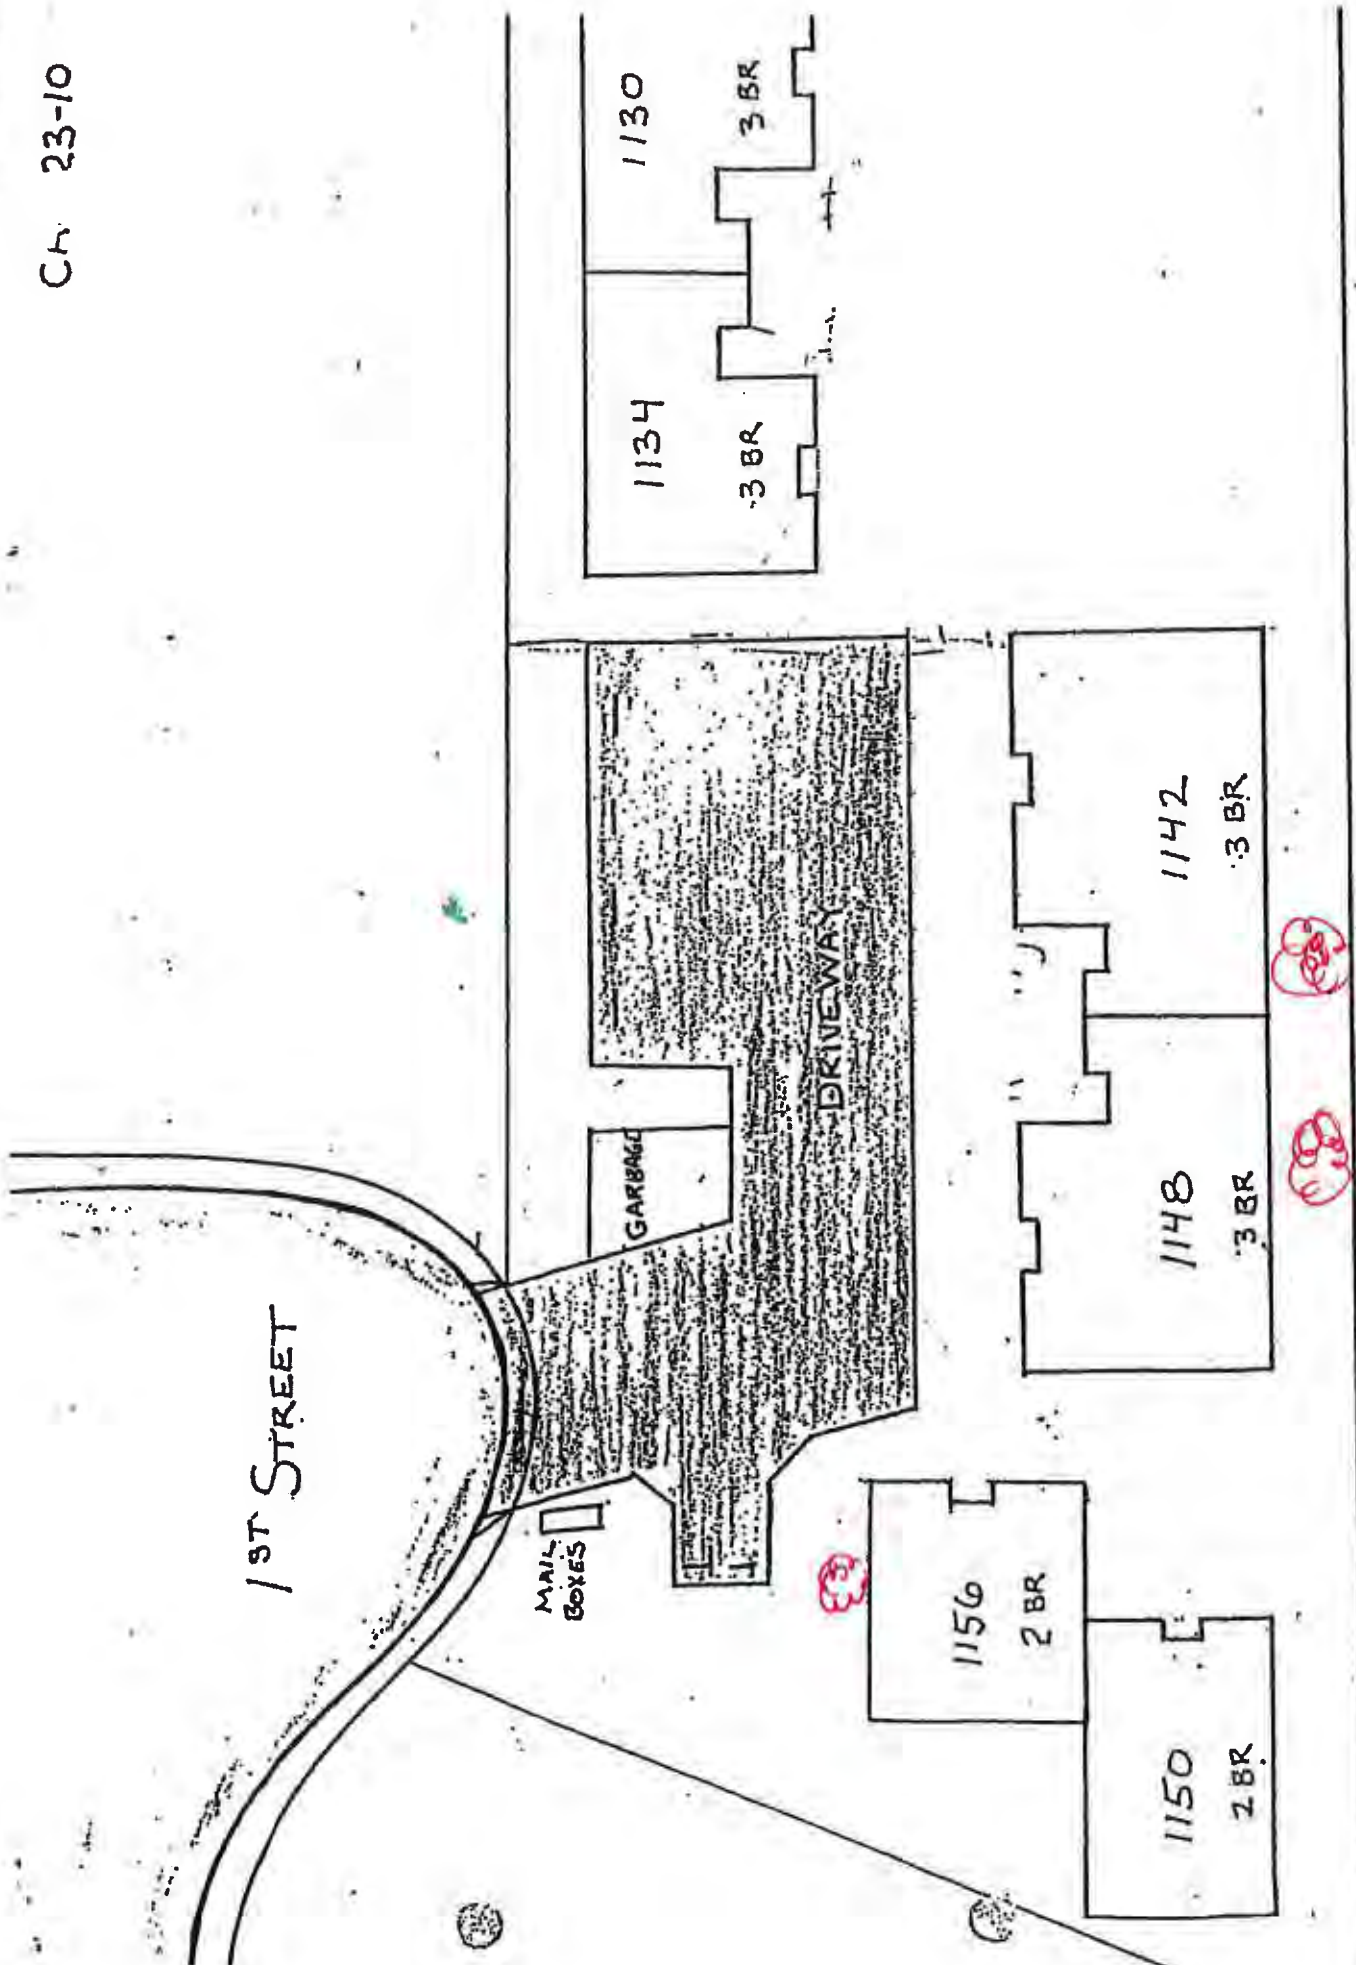 Ch 23-10
1ST STREET
MAIL
BOXES
GARBAGE
DRIVEWAY
1134
3 BR
1130
3 BR
1156
2 BR
1150
2 BR
1148
3 BR
1142
3 BR